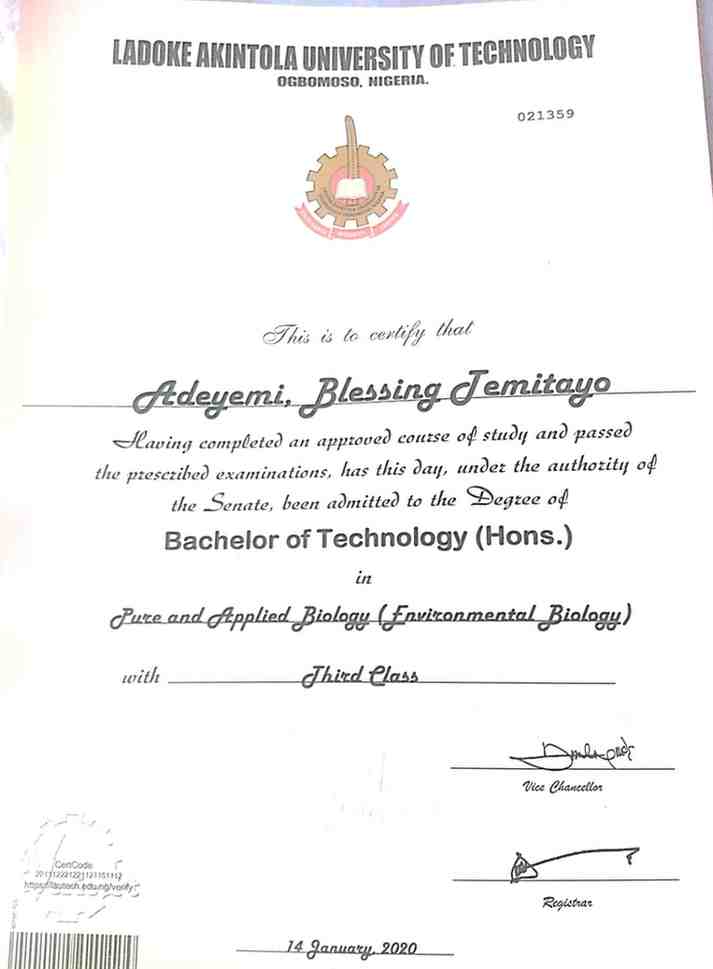 LADOKE AKINTOLA UNIVERSITY OF TECHNOLOGY
OGBOMOSO, NIGERIA.
021359
This is to certify that
Adeyemi, Blessing Temitayo
Having completed an approved course of study and passed
the prescribed examinations, has this day, under the authority of
the Senate, been admitted to the Degree of
Bachelor of Technology (Hons.)
in
Pure and Applied Biology (Environmental Biology)
with Third Class
Vice Chancellor
Registrar
CertCode
https://lautech.edu.ng/verify
14 January, 2020